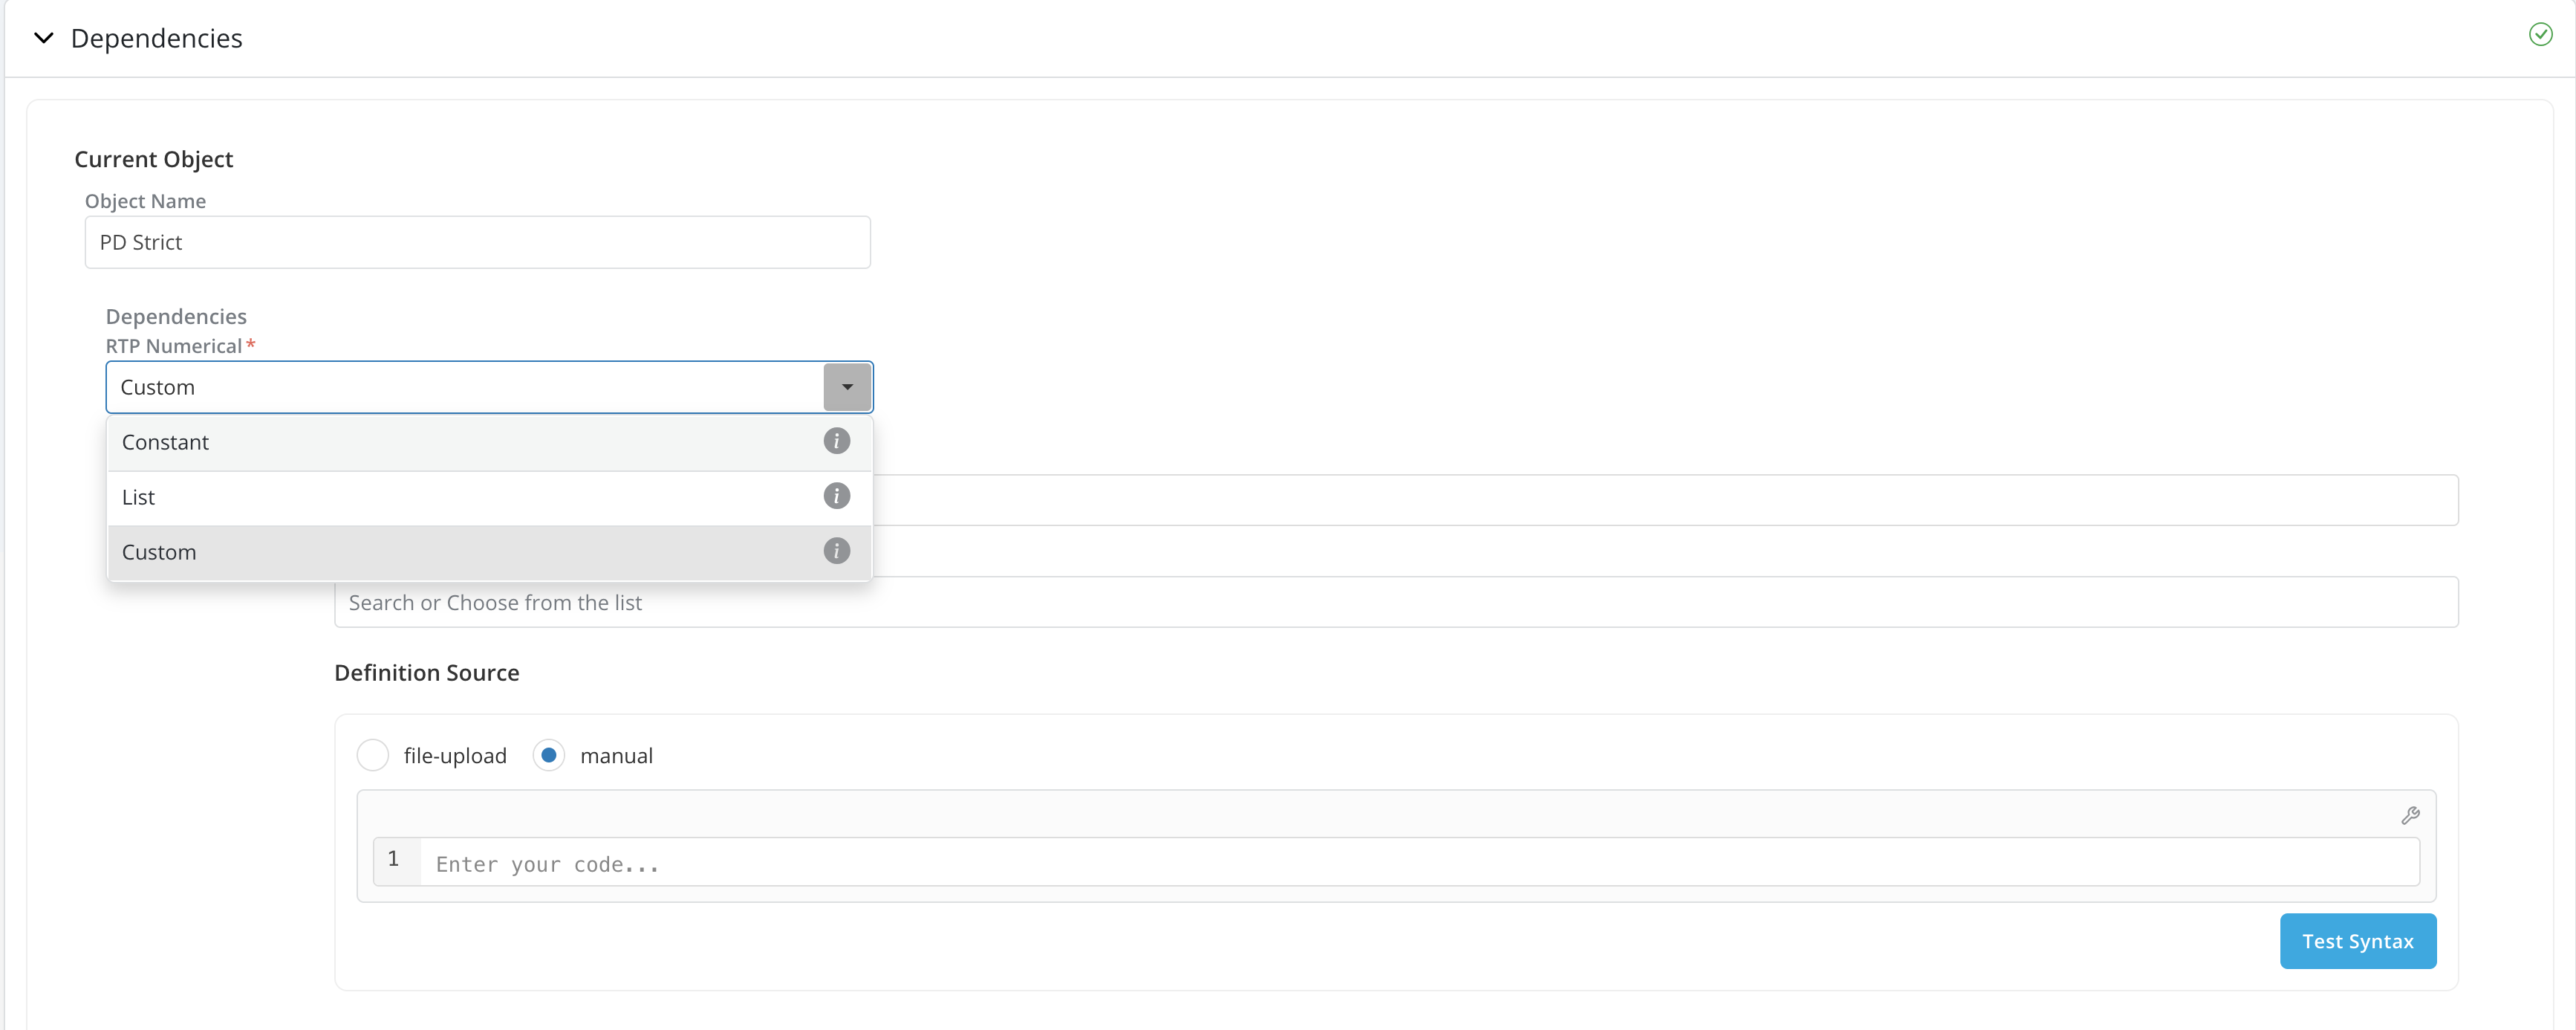 Dependencies
Current Object
Object Name
PD Strict
Dependencies
RTP Numerical*
Custom
Constant
List
Custom
Search or Choose from the list
Definition Source
file-upload manual
1 Enter your code...
Test Syntax